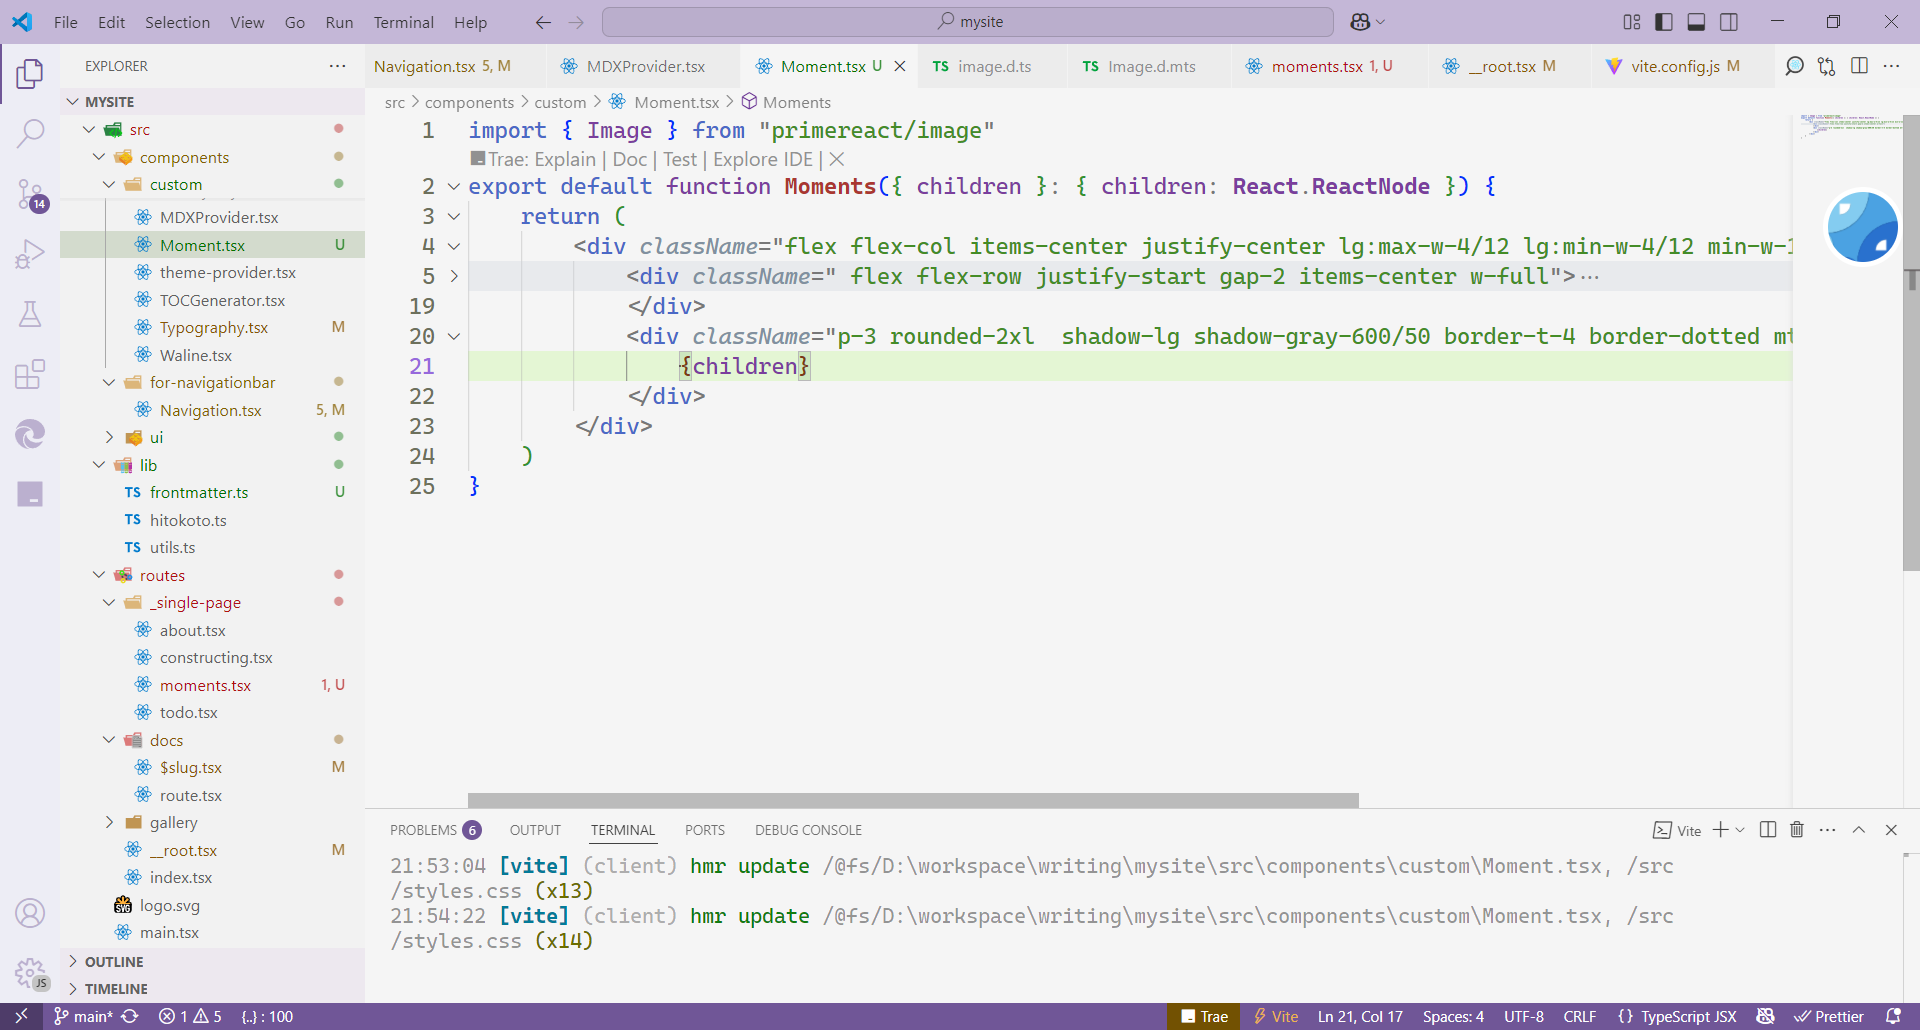 File Edit Selection View Go Run Terminal Help
mysite
EXPLORER
MYSITE
src
components
custom
MDXProvider.tsx
Moment.tsx U
theme-provider.tsx
TOCGenerator.tsx
Typography.tsx M
Waline.tsx
for-navigationbar
Navigation.tsx 5, M
ui
lib
TS frontmatter.ts U
TS hitokoto.ts
TS utils.ts
routes
_single-page
about.tsx
constructing.tsx
moments.tsx 1, U
todo.tsx
docs
$slug.tsx M
route.tsx
gallery
__root.tsx M
index.tsx
SVG logo.svg
main.tsx
OUTLINE
TIMELINE
14
JS
Navigation.tsx 5, M MDXProvider.tsx Moment.tsx U TS image.d.ts TS Image.d.mts moments.tsx 1, U __root.tsx M vite.config.js M
src > components > custom > Moment.tsx > Moments
1 import { Image } from "primereact/image"
Trae: Explain | Doc | Test | Explore IDE |
2 export default function Moments({ children }: { children: React.ReactNode }) {
3 return (
4 <div className="flex flex-col items-center justify-center lg:max-w-4/12 lg:min-w-4/12 min-w-1
5 <div className=" flex flex-row justify-start gap-2 items-center w-full">⋯
19 </div>
20 <div className="p-3 rounded-2xl  shadow-lg shadow-gray-600/50 border-t-4 border-dotted mt
21 {children}
22 </div>
23 </div>
24 )
25 }
PROBLEMS 6 OUTPUT TERMINAL PORTS DEBUG CONSOLE
Vite
21:53:04 [vite] (client) hmr update /@fs/D:\workspace\writing\mysite\src\components\custom\Moment.tsx, /src
/styles.css (x13)
21:54:22 [vite] (client) hmr update /@fs/D:\workspace\writing\mysite\src\components\custom\Moment.tsx, /src
/styles.css (x14)
main* 1 5 {..} : 100 Trae Vite Ln 21, Col 17 Spaces: 4 UTF-8 CRLF {} TypeScript JSX Prettier